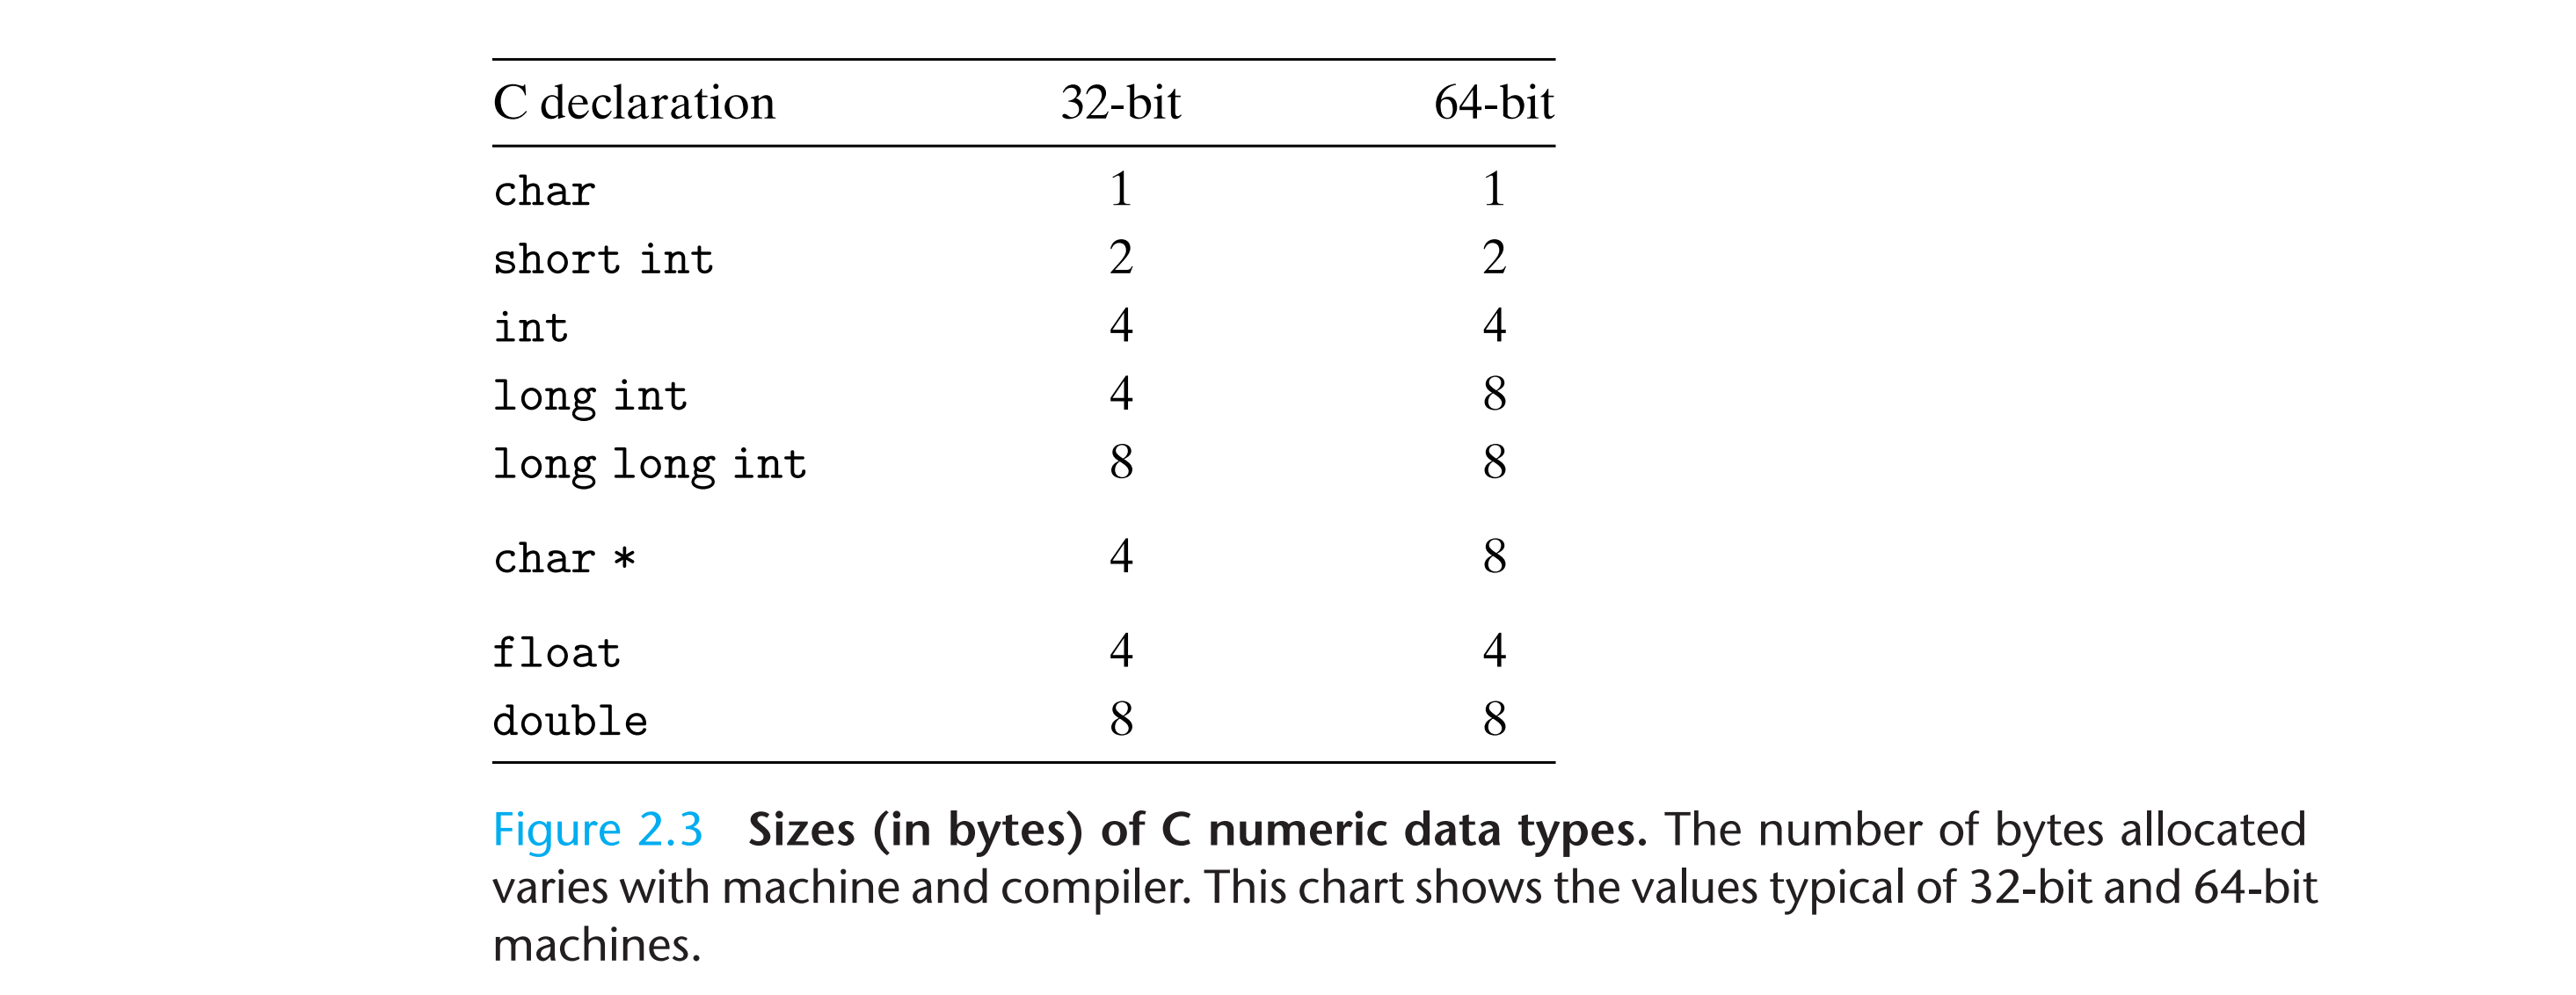 C declaration 32-bit 64-bit
char 1 1
short int 2 2
int 4 4
long int 4 8
long long int 8 8
char * 4 8
float 4 4
double 8 8
Figure 2.3 Sizes (in bytes) of C numeric data types. The number of bytes allocated
varies with machine and compiler. This chart shows the values typical of 32-bit and 64-bit
machines.